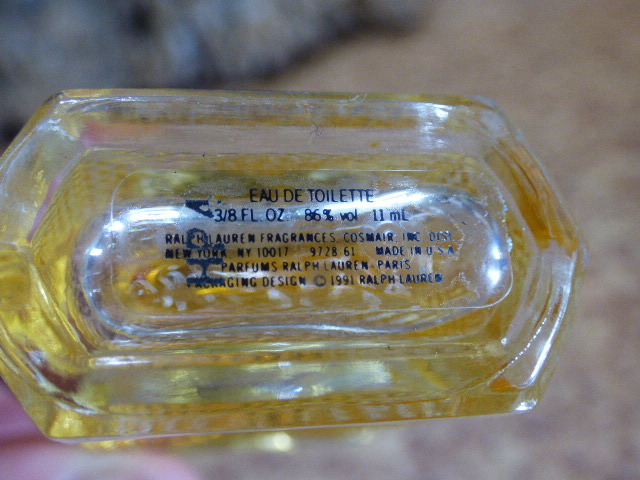 EAU DE TOILETTE
3/8 FL. OZ. 86% vol 11 mL
RALPH LAUREN FRAGRANCES, COSMAIR, INC. DIST.
NEW YORK NY 10017 9728 61 MADE IN U.S.A.
PARFUMS RALPH LAUREN - PARIS
PACKAGING DESIGN © 1991 RALPH LAUREN